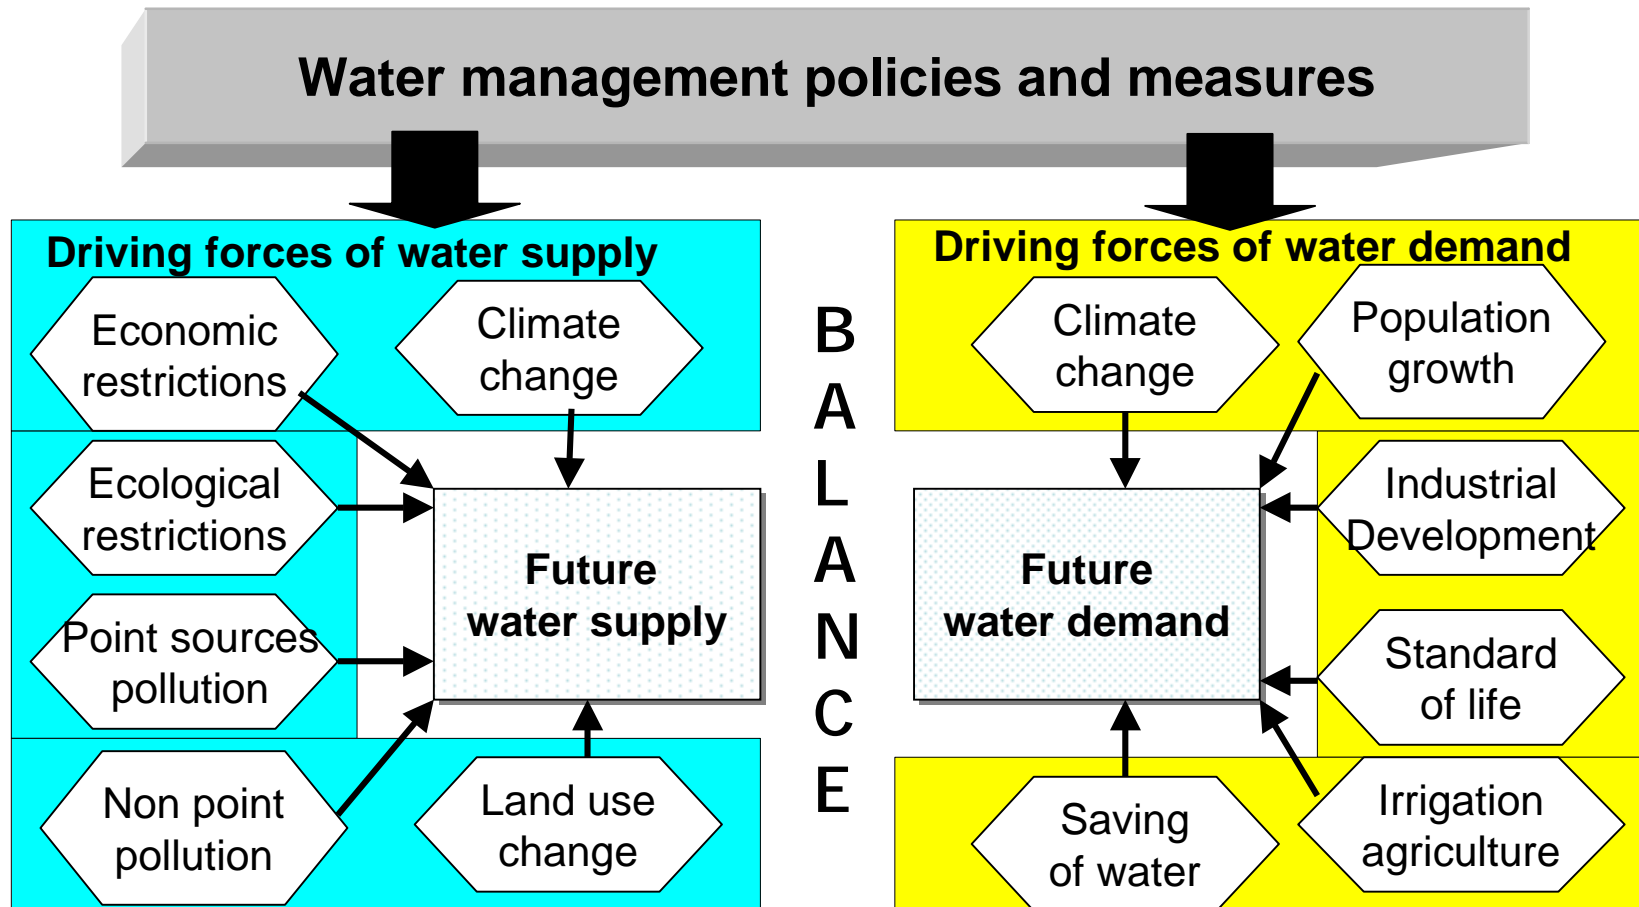 Water management policies and measures
Driving forces of water supply
Economic
restrictions
Climate
change
Ecological
restrictions
Point sources
pollution
Non point
pollution
Land use
change
Future
water supply
B
A
L
A
N
C
E
Driving forces of water demand
Climate
change
Population
growth
Industrial
Development
Standard
of life
Irrigation
agriculture
Saving
of water
Future
water demand